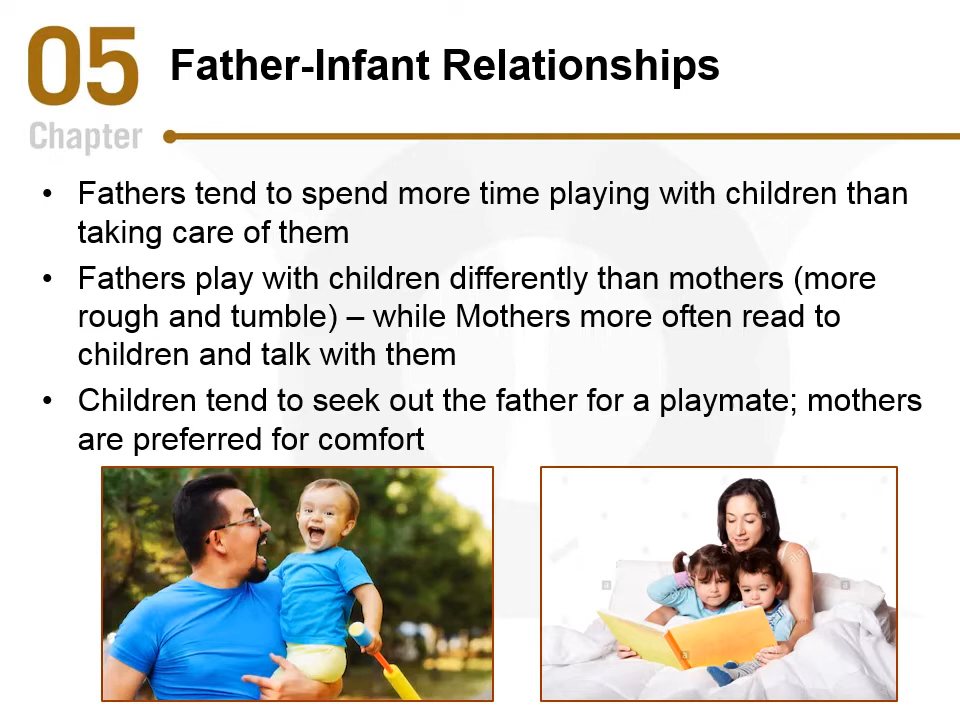 05
Chapter
Father-Infant Relationships
• Fathers tend to spend more time playing with children than
taking care of them
• Fathers play with children differently than mothers (more
rough and tumble) – while Mothers more often read to
children and talk with them
• Children tend to seek out the father for a playmate; mothers
are preferred for comfort